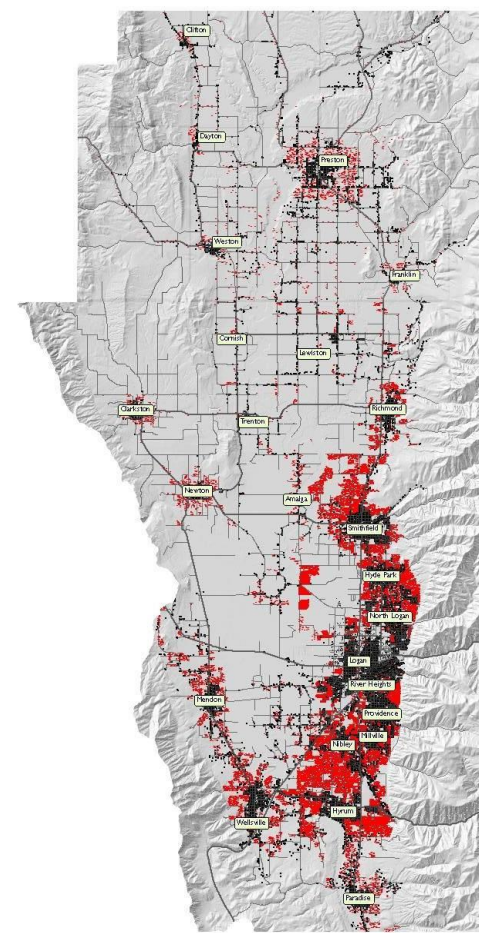 Clifton
Dayton
Preston
Weston
Franklin
Cornish
Lewiston
Clarkston
Richmond
Trenton
Newton
Amalga
Smithfield
Hyde Park
North Logan
Logan
River Heights
Mendon
Providence
Millville
Nibley
Hyrum
Wellsville
Paradise